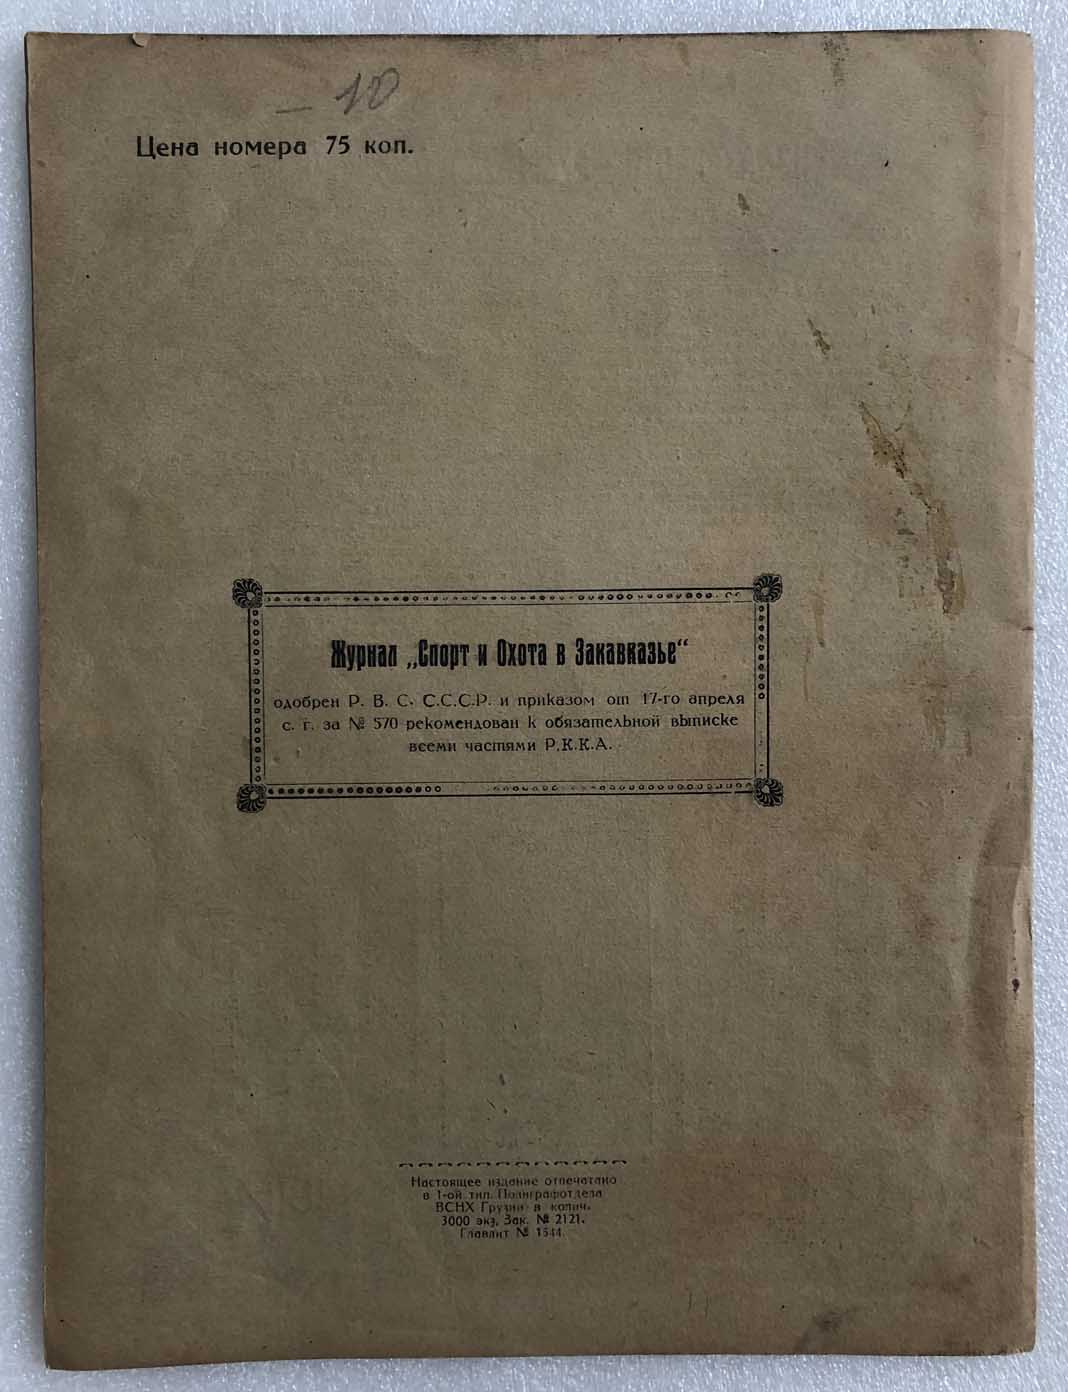 – 10
Цена номера 75 коп.
Журнал „Спорт и Охота в Закавказье“
одобрен Р. В. С. С.С.С.Р. и приказом от 17-го апреля
с. г. за № 570 рекомендован к обязательной выписке
всеми частями Р.К.К.А.
Настоящее издание отпечатано
в 1-ой тип. Полиграфотдела
ВСНХ Грузии в колич.
3000 экз. Зак. № 2121.
Главлит № 1544.